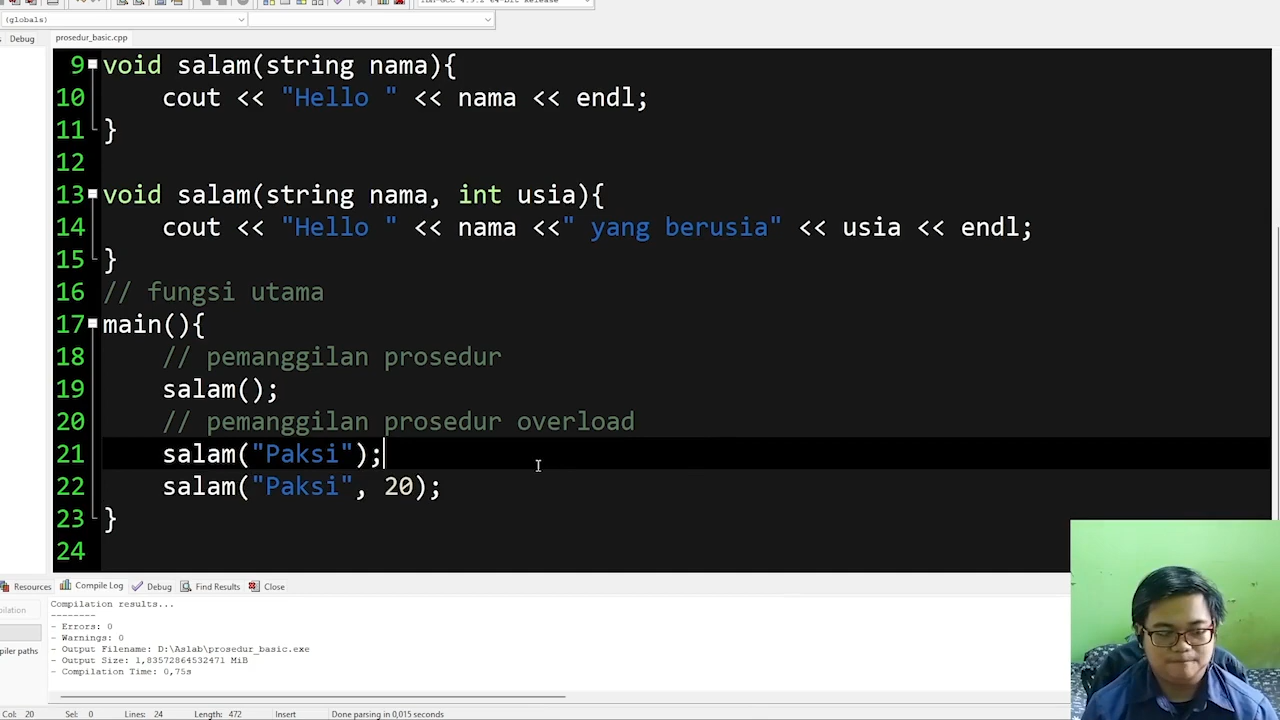 (globals)
Debug
prosedur_basic.cpp
9 void salam(string nama){
10 cout << "Hello " << nama << endl;
11 }
12
13 void salam(string nama, int usia){
14 cout << "Hello " << nama <<" yang berusia" << usia << endl;
15 }
16 // fungsi utama
17 main(){
18 // pemanggilan prosedur
19 salam();
20 // pemanggilan prosedur overload
21 salam("Paksi");
22 salam("Paksi", 20);
23 }
24
Resources Compile Log Debug Find Results Close
Compilation results...
--------
- Errors: 0
- Warnings: 0
- Output Filename: D:\Aslab\prosedur_basic.exe
- Output Size: 1,83572864532471 MiB
- Compilation Time: 0,75s
Col: 20 Sel: 0 Lines: 24 Length: 472 Insert Done parsing in 0,015 seconds